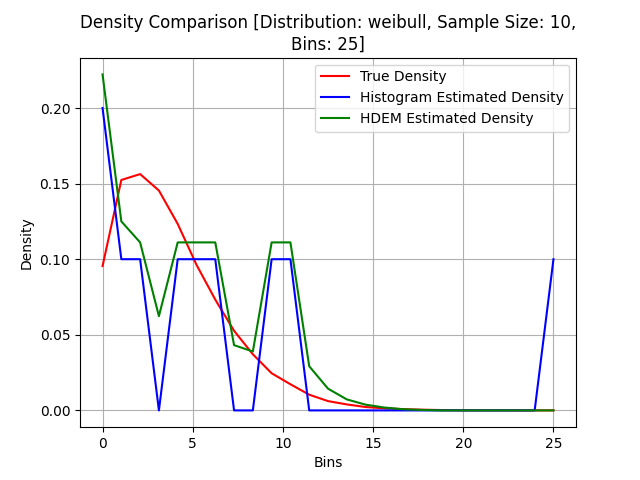 Density Comparison [Distribution: weibull, Sample Size: 10,
Bins: 25]
True Density
Histogram Estimated Density
HDEM Estimated Density
Density
0.20
0.15
0.10
0.05
0.00
0 5 10 15 20 25
Bins